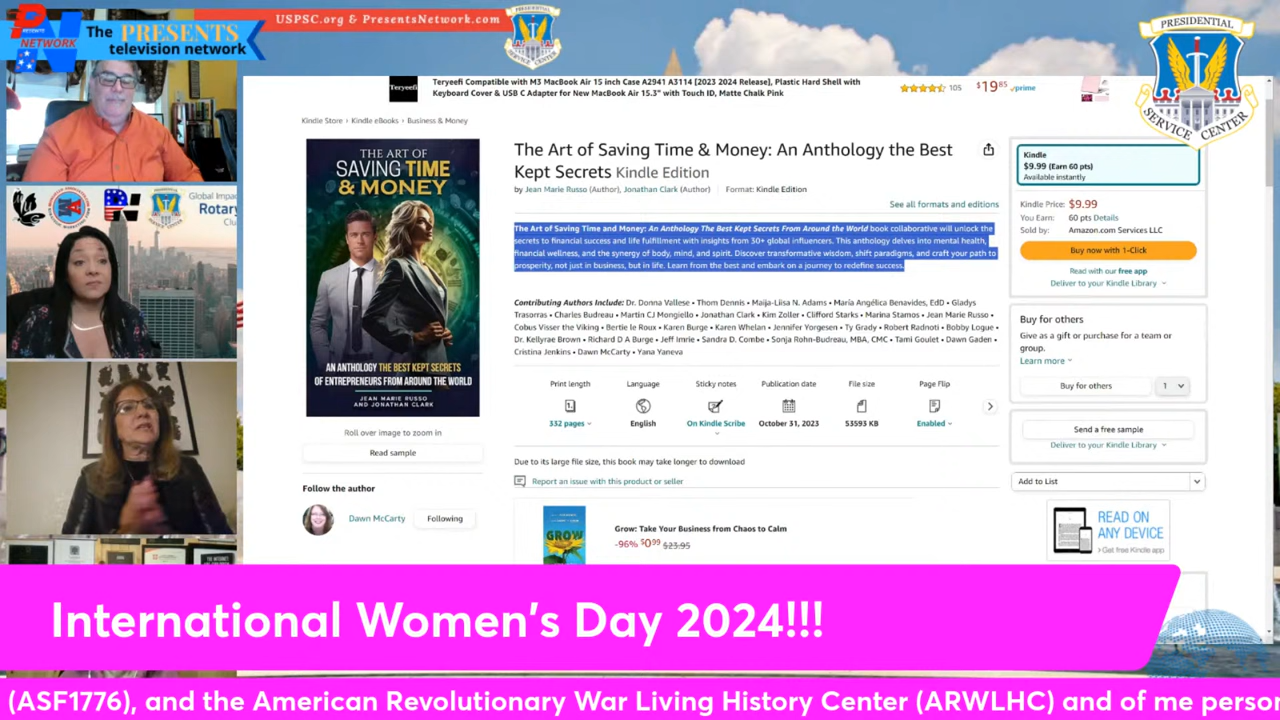 PRESENTS
NETWORK
The PRESENTS
television network
USPSC.org & PresentsNetwork.com
PRESIDENTIAL
SERVICE CENTER
Global Impa
Rotary
Clu
Teryeefi
Teryeefi Compatible with M3 MacBook Air 15 inch Case A2941 A3114 [2023 2024 Release], Plastic Hard Shell with
Keyboard Cover & USB C Adapter for New MacBook Air 15.3" with Touch ID, Matte Chalk Pink
105
$19.85 prime
Kindle Store › Kindle eBooks › Business & Money
THE ART OF
SAVING TIME
& MONEY
AN ANTHOLOGY THE BEST KEPT SECRETS
OF ENTREPRENEURS FROM AROUND THE WORLD
JEAN MARIE RUSSO
AND JONATHAN CLARK
Roll over image to zoom in
Read sample
Follow the author
Dawn McCarty
Following
The Art of Saving Time & Money: An Anthology the Best
Kept Secrets Kindle Edition
by Jean Marie Russo (Author), Jonathan Clark (Author) | Format: Kindle Edition
See all formats and editions
The Art of Saving Time and Money: An Anthology The Best Kept Secrets From Around the World book collaborative will unlock the
secrets to financial success and life fulfillment with insights from 30+ global influencers. This anthology delves into mental health,
financial wellness, and the synergy of body, mind, and spirit. Discover transformative wisdom, shift paradigms, and craft your path to
prosperity, not just in business, but in life. Learn from the best and embark on a journey to redefine success.
Contributing Authors Include: Dr. Donna Vallese • Thom Dennis • Maija-Liisa N. Adams • María Angélica Benavides, EdD • Gladys
Trasorras • Charles Budreau • Martin CJ Mongiello • Jonathan Clark • Kim Zoller • Clifford Starks • Marina Stamos • Jean Marie Russo •
Cobus Visser the Viking • Bertie le Roux • Karen Burge • Karen Whelan • Jennifer Yorgesen • Ty Grady • Robert Radnoti • Bobby Logue •
Dr. Kellyrae Brown • Richard D A Burge • Jeff Imrie • Sandra D. Combe • Sonja Rohn-Budreau, MBA, CMC • Tami Goulet • Dawn Gaden •
Cristina Jenkins • Dawn McCarty • Yana Yaneva
Print length
332 pages
Language
English
Sticky notes
On Kindle Scribe
Publication date
October 31, 2023
File size
53593 KB
Page Flip
Enabled
Due to its large file size, this book may take longer to download
Report an issue with this product or seller
GROW
Grow: Take Your Business from Chaos to Calm
-96% $0.99 $23.95
Kindle
$9.99 (Earn 60 pts)
Available instantly
Kindle Price: $9.99
You Earn: 60 pts Details
Sold by: Amazon.com Services LLC
Buy now with 1-Click
Read with our free app
Deliver to your Kindle Library
Buy for others
Give as a gift or purchase for a team or
group.
Learn more
Buy for others
1
Send a free sample
Deliver to your Kindle Library
Add to List
READ ON
ANY DEVICE
› Get free Kindle app
International Women's Day 2024!!!
(ASF1776), and the American Revolutionary War Living History Center (ARWLHC) and of me person